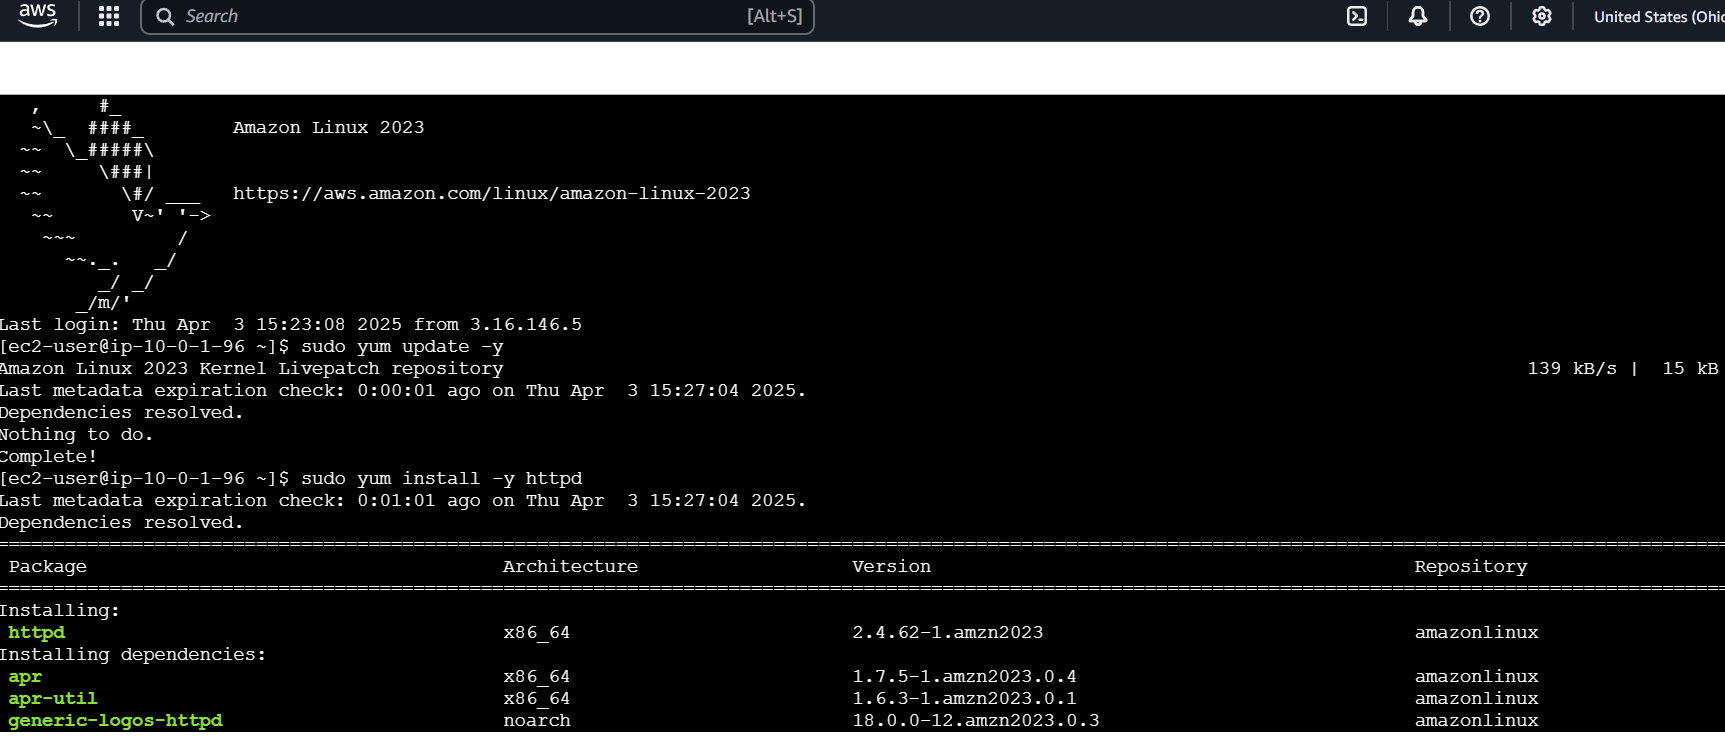 aws Search [Alt+S] United States (Ohio
,     #_
~\_  ####_        Amazon Linux 2023
~~  \_#####\
~~     \###|
~~       \#/ ___   https://aws.amazon.com/linux/amazon-linux-2023
~~       V~' '->
~~~         /
~~._.   _/
_/ _/
_/m/'
Last login: Thu Apr  3 15:23:08 2025 from 3.16.146.5
[ec2-user@ip-10-0-1-96 ~]$ sudo yum update -y
Amazon Linux 2023 Kernel Livepatch repository 139 kB/s |  15 kB
Last metadata expiration check: 0:00:01 ago on Thu Apr  3 15:27:04 2025.
Dependencies resolved.
Nothing to do.
Complete!
[ec2-user@ip-10-0-1-96 ~]$ sudo yum install -y httpd
Last metadata expiration check: 0:01:01 ago on Thu Apr  3 15:27:04 2025.
Dependencies resolved.
Package Architecture Version Repository
Installing:
httpd x86_64 2.4.62-1.amzn2023 amazonlinux
Installing dependencies:
apr x86_64 1.7.5-1.amzn2023.0.4 amazonlinux
apr-util x86_64 1.6.3-1.amzn2023.0.1 amazonlinux
generic-logos-httpd noarch 18.0.0-12.amzn2023.0.3 amazonlinux